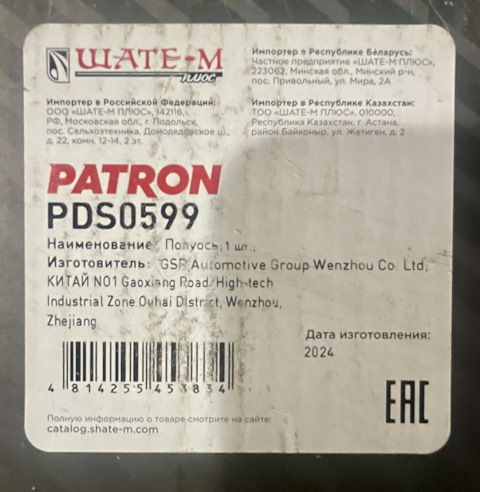 ШАТЕ-М
ПЛЮС
Импортер в Республике Беларусь:
Частное предприятие «ШАТЕ-М ПЛЮС»,
223062, Минская обл., Минский р-н,
пос. Привольный, ул. Мира, 2А
Импортер в Российской Федерации:
ООО «ШАТЕ-М ПЛЮС», 142116,
РФ, Московская обл., г. Подольск,
пос. Сельхозтехника, Домодедовское ш.,
д. 22, комн. 12-14, 2 эт.
Импортер в Республике Казахстан:
ТОО «ШАТЕ-М ПЛЮС», 010000,
Республика Казахстан, г. Астана,
район Байконыр, ул. Жетиген, д. 2
PATRON
PDS0599
Наименование: Полуось, 1 шт.,
Изготовитель: GSP Automotive Group Wenzhou Co. Ltd,
КИТАЙ NO1 Gaoxiang Road High-tech
Industrial Zone Ouhai District, Wenzhou,
Zhejiang
Дата изготовления:
2024
4 814255 453834
EAC
Полную информацию о товаре смотрите на сайте:
catalog.shate-m.com